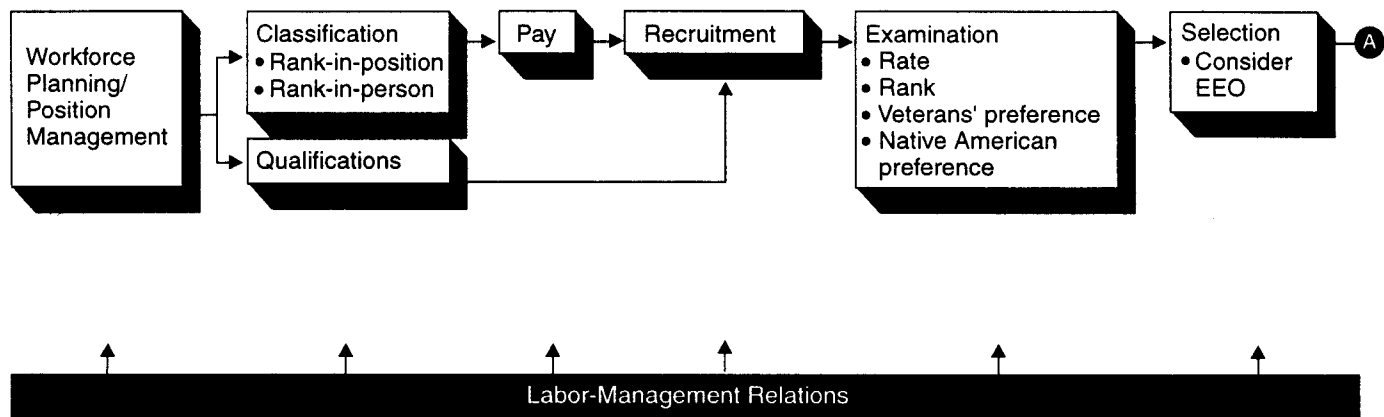 Workforce
Planning/
Position
Management
Classification
• Rank-in-position
• Rank-in-person
Qualifications
Pay
Recruitment
Examination
• Rate
• Rank
• Veterans' preference
• Native American
preference
Selection
• Consider
EEO
A
Labor-Management Relations